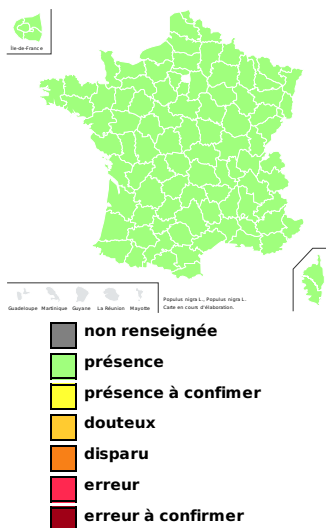 Île-de-France
Guadeloupe Martinique Guyane La Réunion Mayotte
Populus nigra L., Populus nigra L.
Carte en cours d'élaboration.
non renseignée
présence
présence à confimer
douteux
disparu
erreur
erreur à confirmer